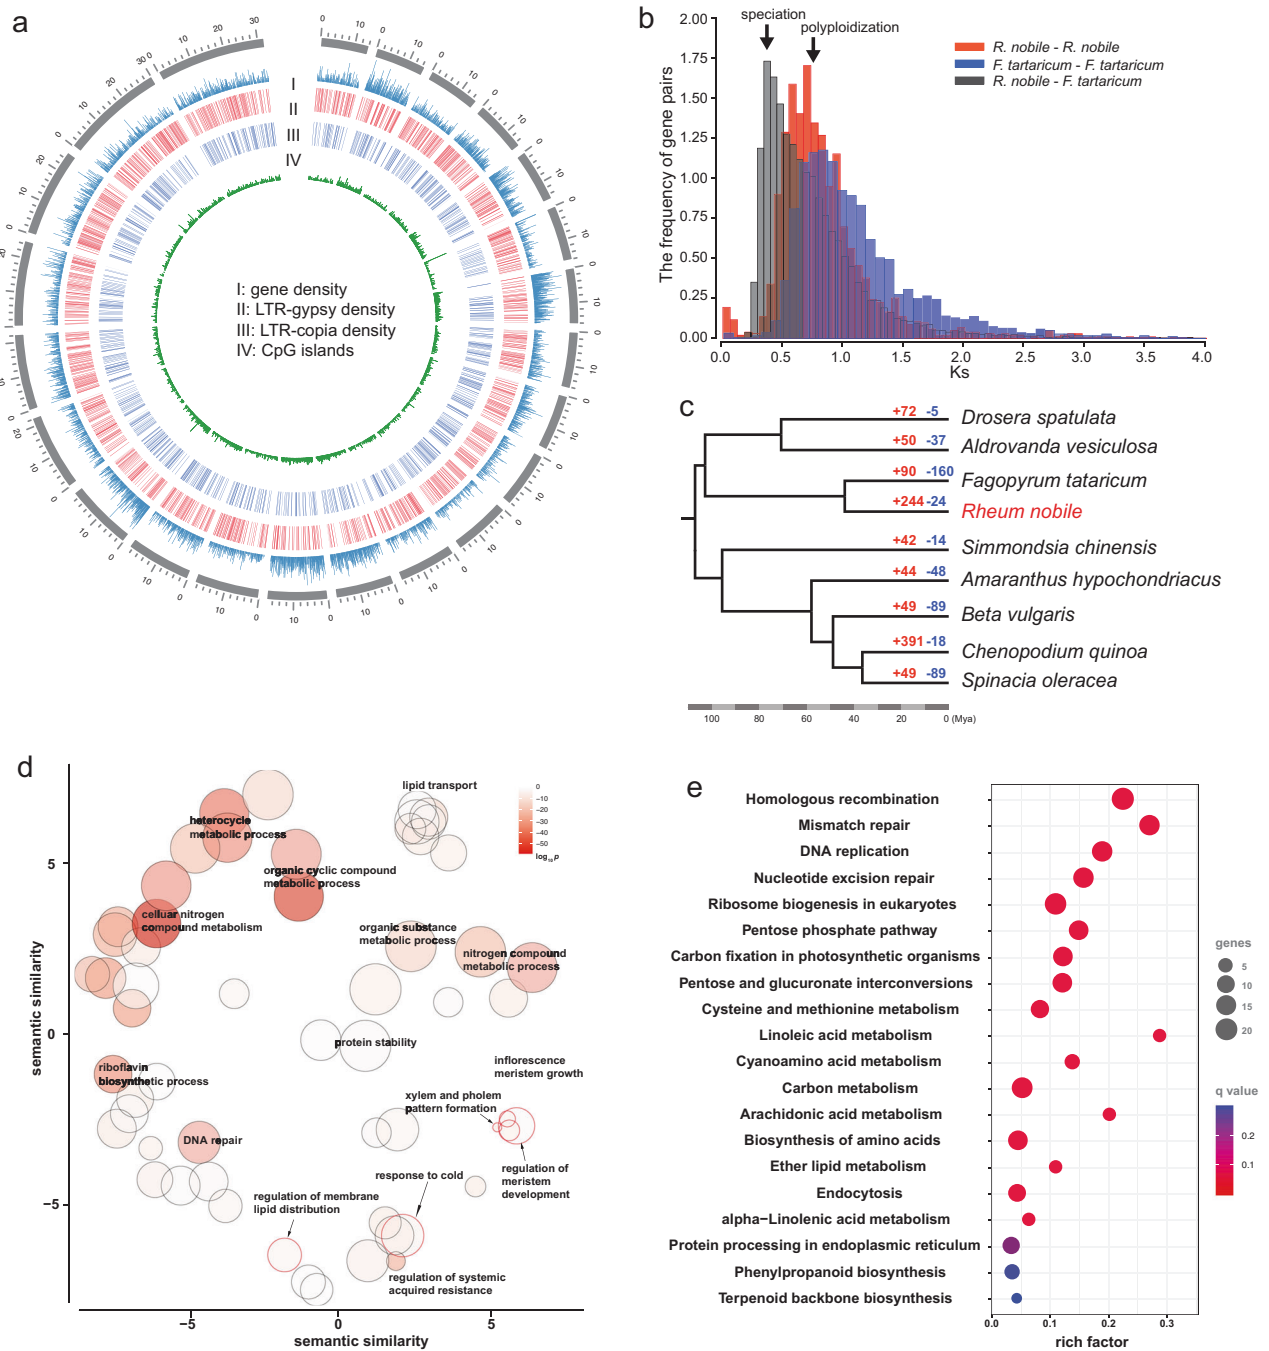 a
I
II
III
IV
I: gene density
II: LTR-gypsy density
III: LTR-copia density
IV: CpG islands
b
speciation
polyploidization
The frequency of gene pairs
2.00
1.75
1.50
1.25
1.00
0.75
0.50
0.25
0.00
0.0 0.5 1.0 1.5 2.0 2.5 3.0 3.5 4.0
Ks
R. nobile - R. nobile
F. tartaricum - F. tartaricum
R. nobile - F. tartaricum
c
+72 -5 Drosera spatulata
+50 -37 Aldrovanda vesiculosa
+90 -160 Fagopyrum tataricum
+244 -24 Rheum nobile
+42 -14 Simmondsia chinensis
+44 -48 Amaranthus hypochondriacus
+49 -89 Beta vulgaris
+391 -18 Chenopodium quinoa
+49 -89 Spinacia oleracea
100 80 60 40 20 0 (Mya)
d
semantic similarity
5
0
−5
−5 0 5
semantic similarity
lipid transport
0
−10
−20
−30
−40
−50
log10 p
heterocycle
metabolic process
organic cyclic compound
metabolic process
celluar nitrogen
compound metabolism
organic substance
metabolic process
nitrogen compound
metabolic process
protein stability
riboflavin
biosynthetic process
inflorescence
meristem growth
xylem and pholem
pattern formation
DNA repair
regulation of
meristem
development
response to cold
regulation of membrane
lipid distribution
regulation of systemic
acquired resistance
e
Homologous recombination
Mismatch repair
DNA replication
Nucleotide excision repair
Ribosome biogenesis in eukaryotes
Pentose phosphate pathway
Carbon fixation in photosynthetic organisms
Pentose and glucuronate interconversions
Cysteine and methionine metabolism
Linoleic acid metabolism
Cyanoamino acid metabolism
Carbon metabolism
Arachidonic acid metabolism
Biosynthesis of amino acids
Ether lipid metabolism
Endocytosis
alpha−Linolenic acid metabolism
Protein processing in endoplasmic reticulum
Phenylpropanoid biosynthesis
Terpenoid backbone biosynthesis
0.0 0.1 0.2 0.3
rich factor
genes
5
10
15
20
q value
0.2
0.1